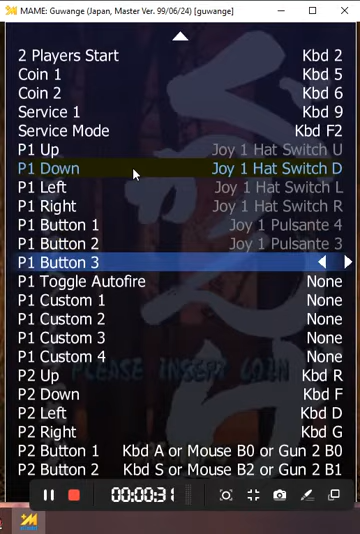 MAME: Guwange (Japan, Master Ver. 99/06/24) [guwange]
2 Players Start Kbd 2
Coin 1 Kbd 5
Coin 2 Kbd 6
Service 1 Kbd 9
Service Mode Kbd F2
P1 Up Joy 1 Hat Switch U
P1 Down Joy 1 Hat Switch D
P1 Left Joy 1 Hat Switch L
P1 Right Joy 1 Hat Switch R
P1 Button 1 Joy 1 Pulsante 4
P1 Button 2 Joy 1 Pulsante 3
P1 Button 3
P1 Toggle Autofire None
P1 Custom 1 None
P1 Custom 2 None
P1 Custom 3 None
P1 Custom 4 None
PLEASE INSERT COIN
P2 Up Kbd R
P2 Down Kbd F
P2 Left Kbd D
P2 Right Kbd G
P2 Button 1 Kbd A or Mouse B0 or Gun 2 B0
P2 Button 2 Kbd S or Mouse B2 or Gun 2 B1
00:00:31